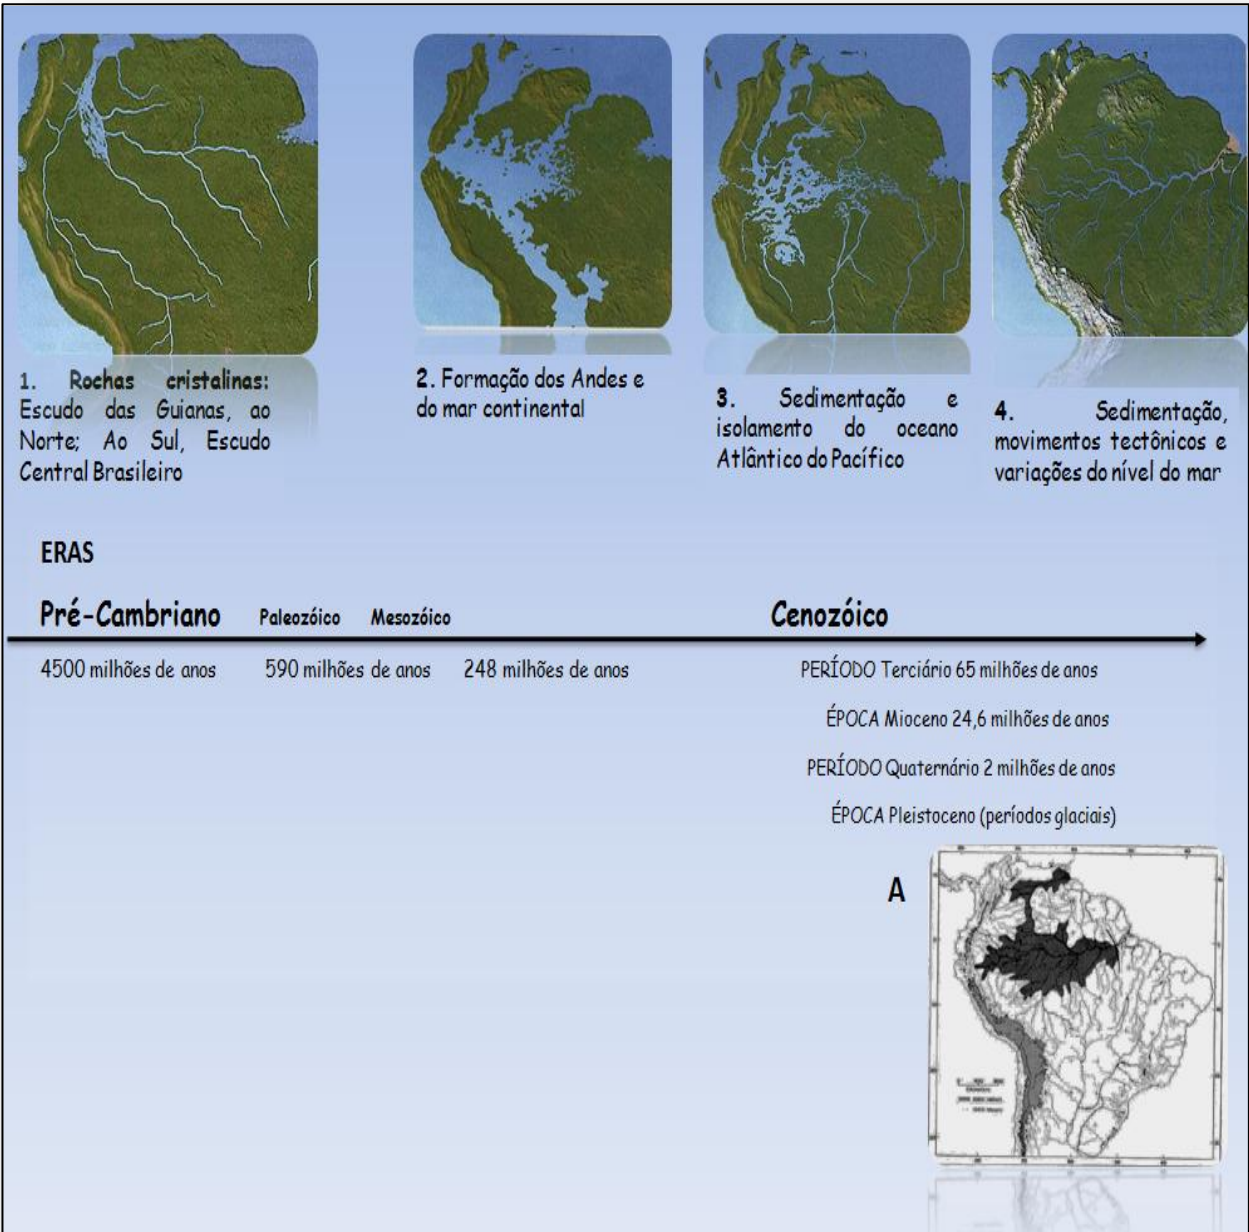 1. Rochas cristalinas:
Escudo das Guianas, ao
Norte; Ao Sul, Escudo
Central Brasileiro
2. Formação dos Andes e
do mar continental
3. Sedimentação e
isolamento do oceano
Atlântico do Pacífico
4. Sedimentação,
movimentos tectônicos e
variações do nível do mar
ERAS
Pré-Cambriano Paleozóico Mesozóico Cenozóico
4500 milhões de anos 590 milhões de anos 248 milhões de anos PERÍODO Terciário 65 milhões de anos
ÉPOCA Mioceno 24,6 milhões de anos
PERÍODO Quaternário 2 milhões de anos
ÉPOCA Pleistoceno (períodos glaciais)
A